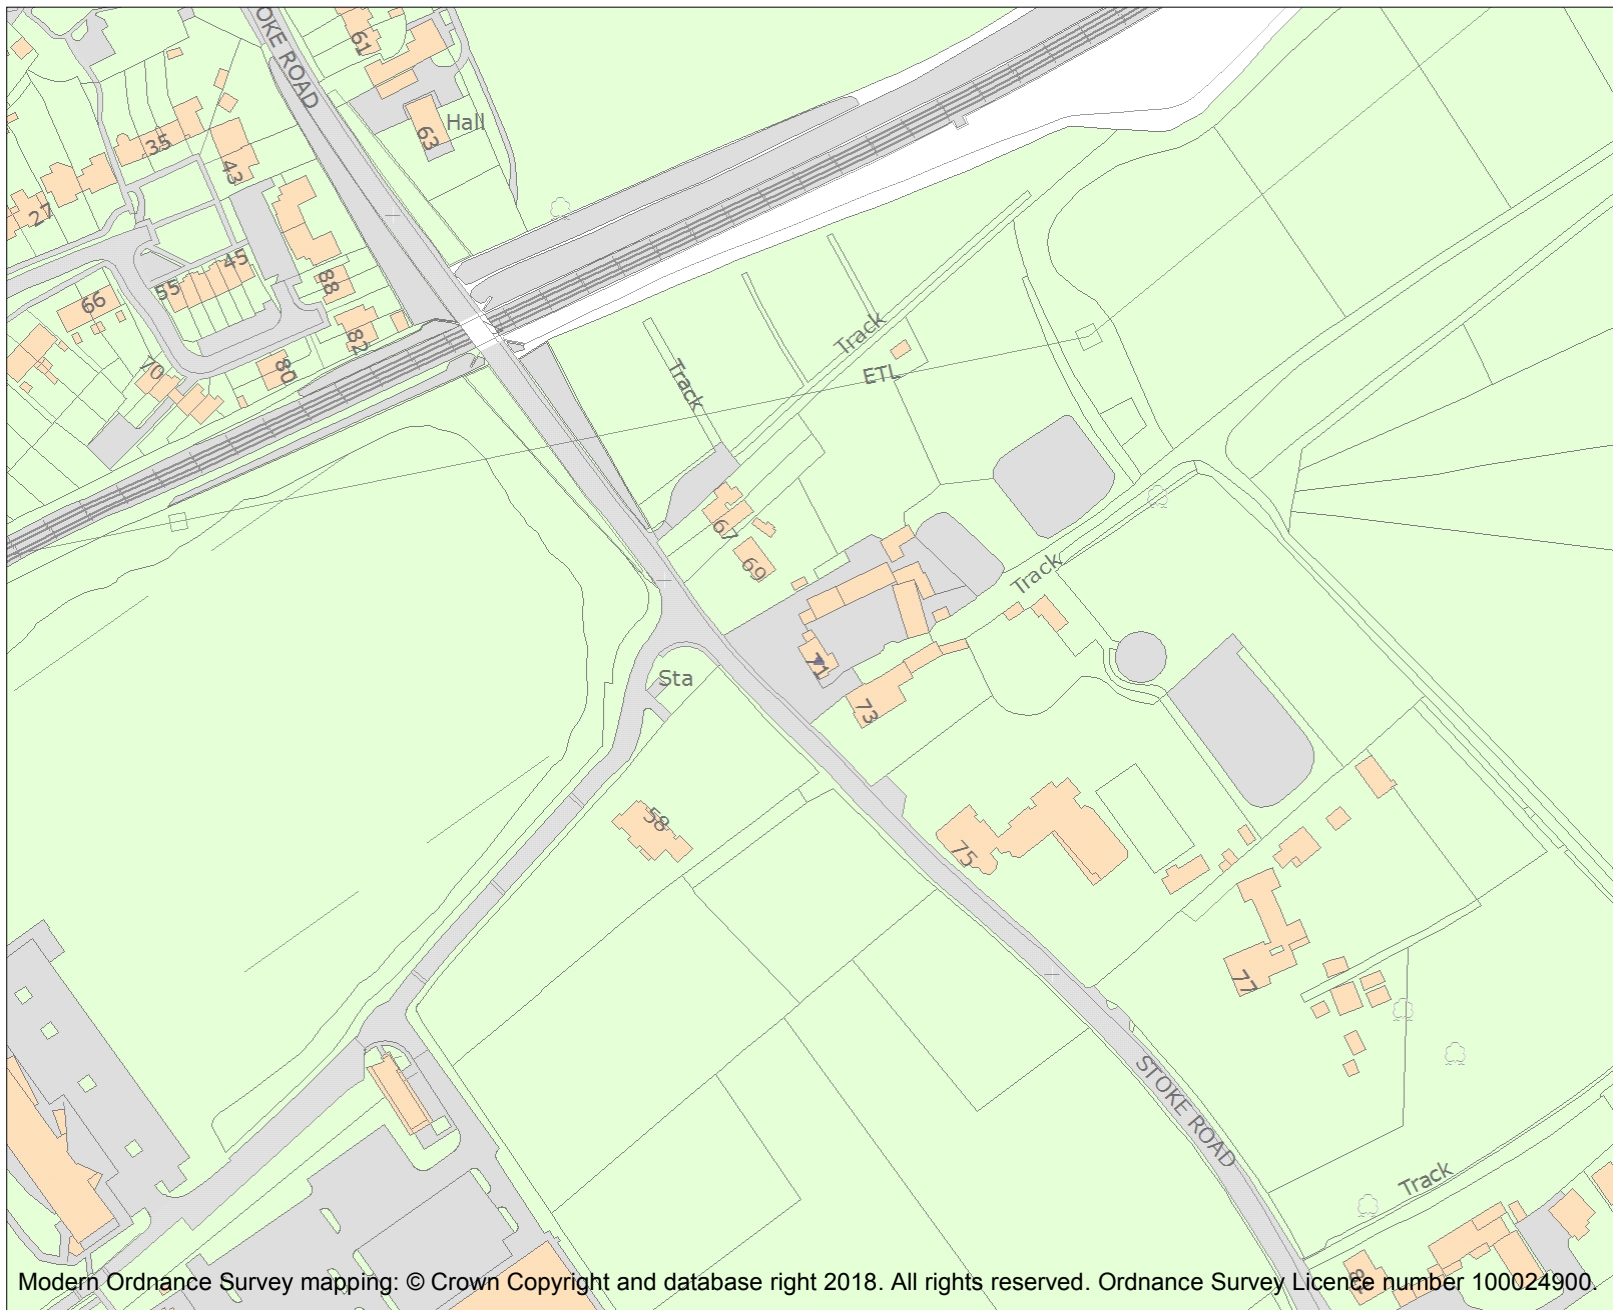 STOKE ROAD
61
63
Hall
35
43
27
45
55
88
66
82
80
70
Track
Track
ETL
67
69
Track
71
Sta
73
58
75
77
STOKE ROAD
Track
Modern Ordnance Survey mapping: © Crown Copyright and database right 2018. All rights reserved. Ordnance Survey Licence number 100024900.